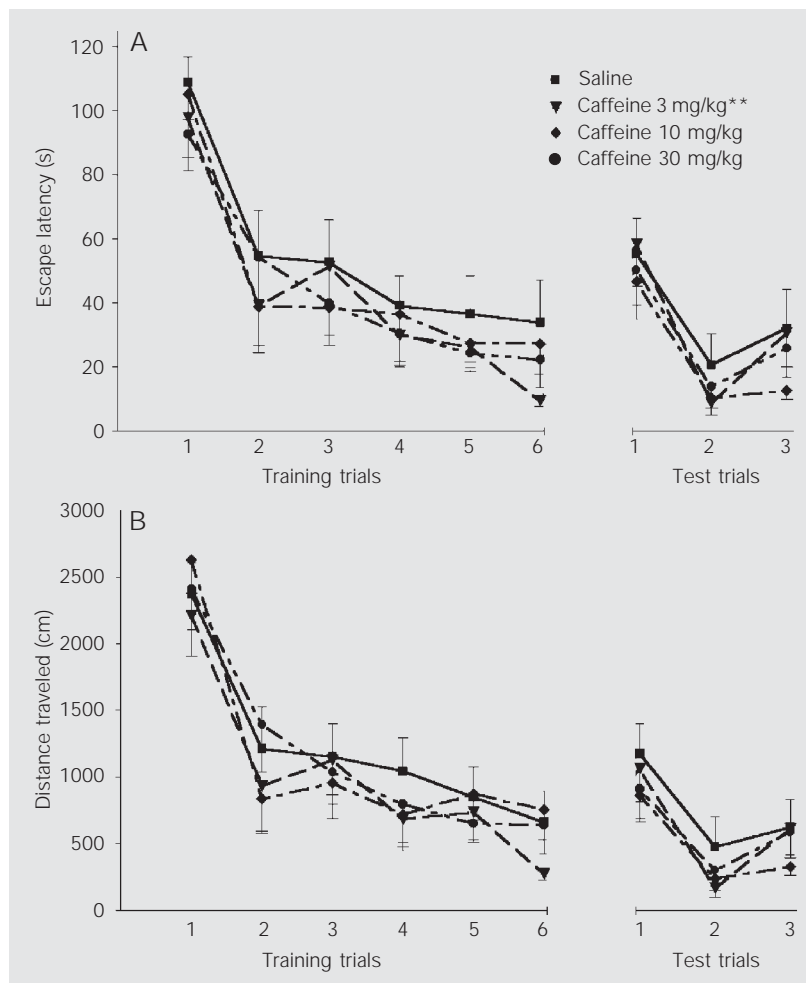 A
120
100
80
60
40
20
0
Escape latency (s)
Saline
Caffeine 3 mg/kg**
Caffeine 10 mg/kg
Caffeine 30 mg/kg
1 2 3 4 5 6
Training trials
1 2 3
Test trials
B
3000
2500
2000
1500
1000
500
0
Distance traveled (cm)
1 2 3 4 5 6
Training trials
1 2 3
Test trials